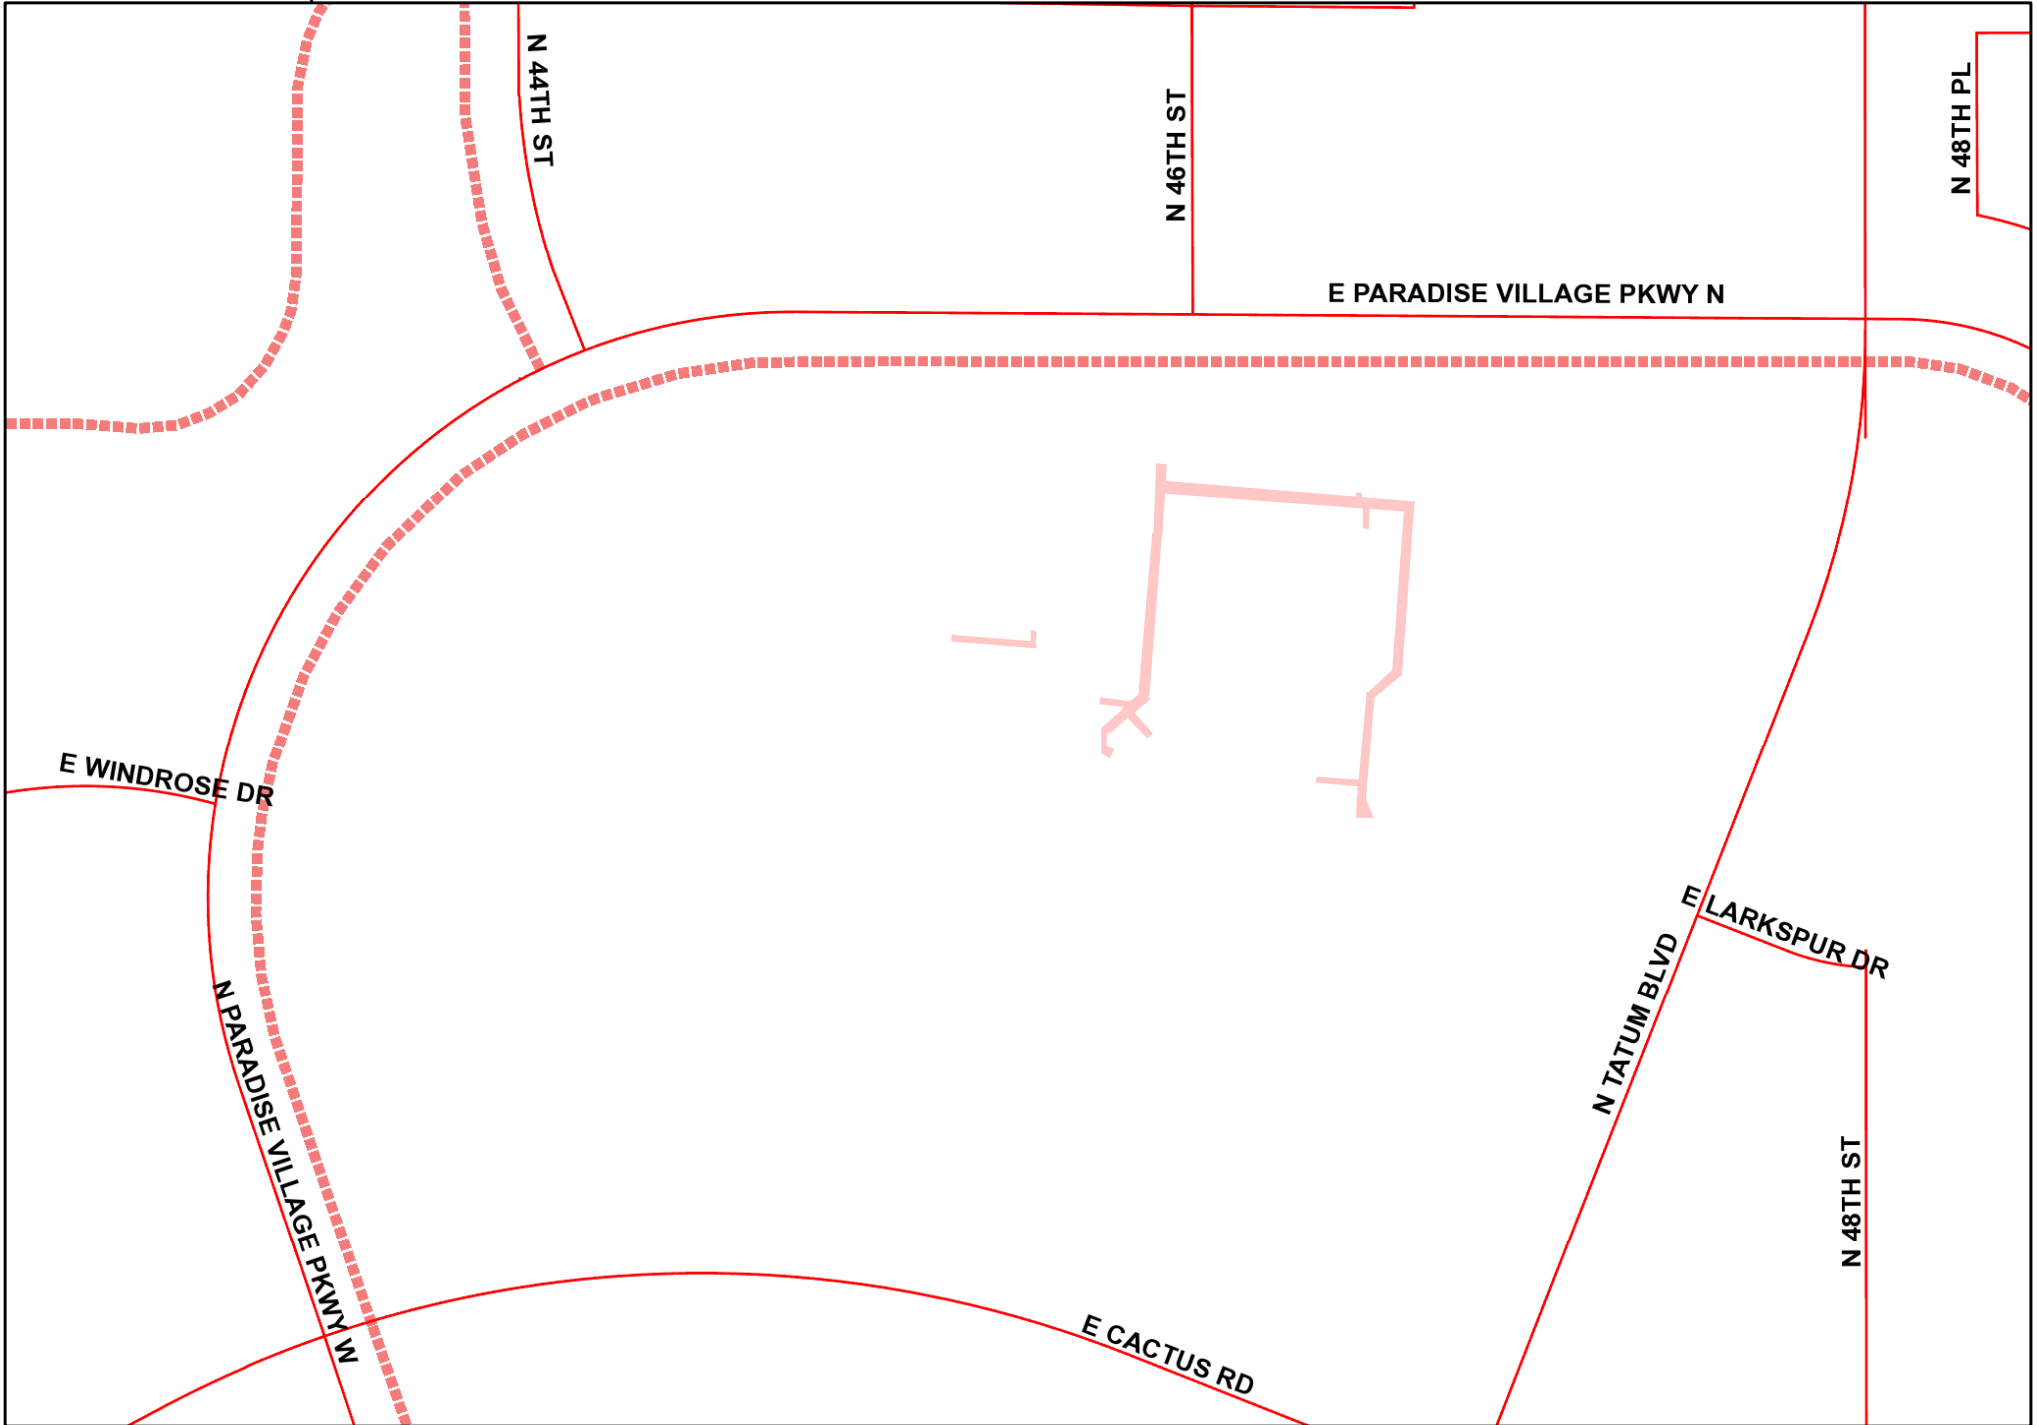 N 44TH ST
N 46TH ST
N 48TH PL
E PARADISE VILLAGE PKWY N
E WINDROSE DR
E LARKSPUR DR
N TATUM BLVD
N PARADISE VILLAGE PKWY W
N 48TH ST
E CACTUS RD